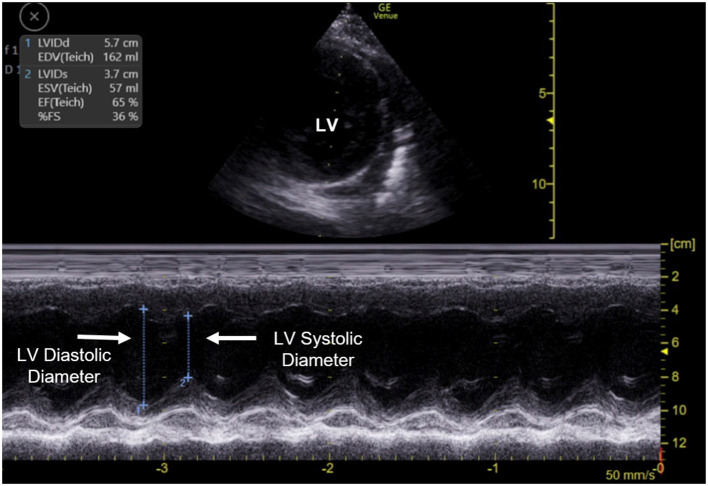 GE
Venue
f 1
D 1
1 LVIDd 5.7 cm
EDV(Teich) 162 ml
2 LVIDs 3.7 cm
ESV(Teich) 57 ml
EF(Teich) 65 %
%FS 36 %
LV
5
10
[cm]
2
4
6
8
10
12
LV Diastolic
Diameter
LV Systolic
Diameter
1
2
-3
-2
-1
-0
50 mm/s